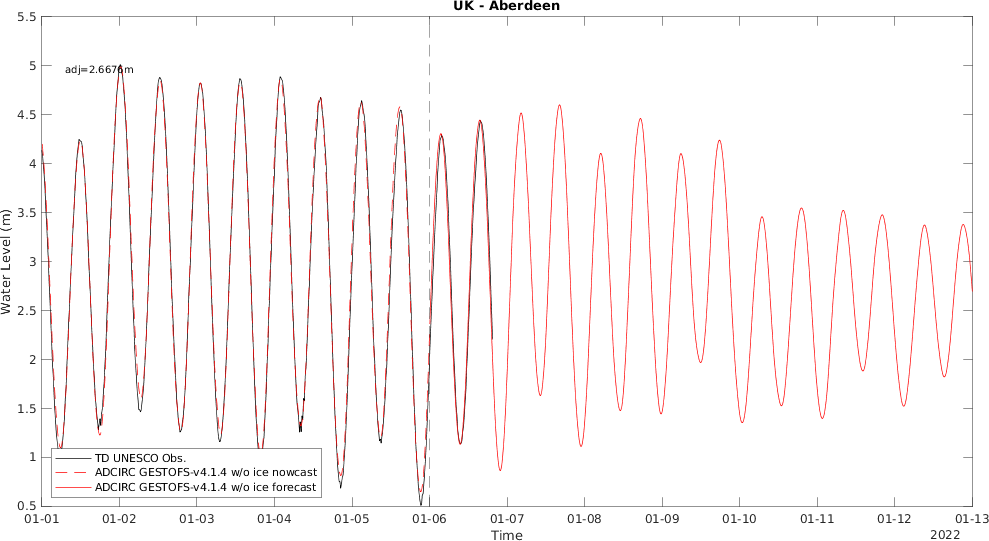 UK - Aberdeen
5.5
5
4.5
4
3.5
3
2.5
2
1.5
1
0.5
Water Level (m)
adj=2.6676m
TD UNESCO Obs.
ADCIRC GESTOFS-v4.1.4 w/o ice nowcast
ADCIRC GESTOFS-v4.1.4 w/o ice forecast
01-01 01-02 01-03 01-04 01-05 01-06 01-07 01-08 01-09 01-10 01-11 01-12 01-13
Time
2022